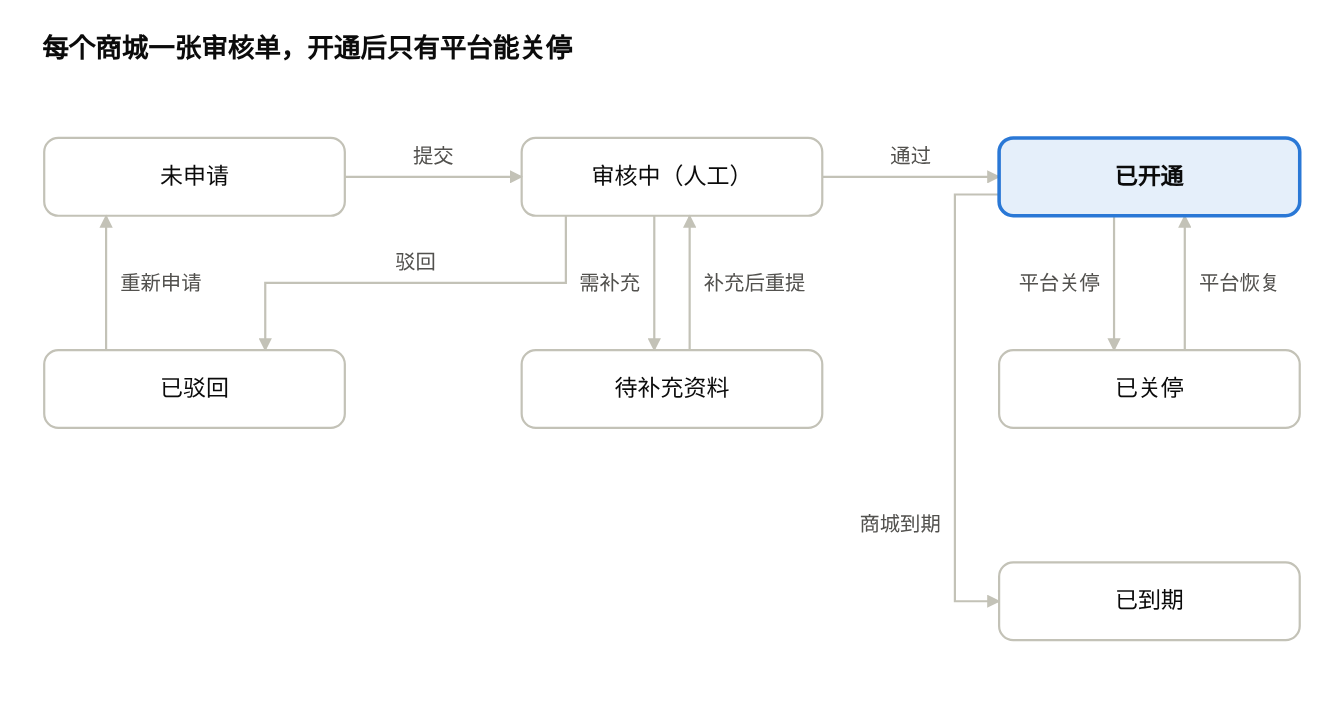 每个商城一张审核单，开通后只有平台能关停
未申请
提交
审核中（人工）
通过
已开通
重新申请
驳回
需补充
补充后重提
平台关停
平台恢复
已驳回
待补充资料
已关停
商城到期
已到期